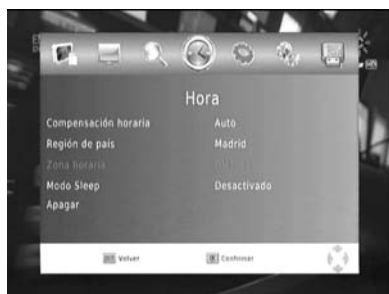 Hora
Compensación horaria Auto
Región de país Madrid
Zona horaria
Modo Sleep Desactivado
Apagar
Volver Confirmar